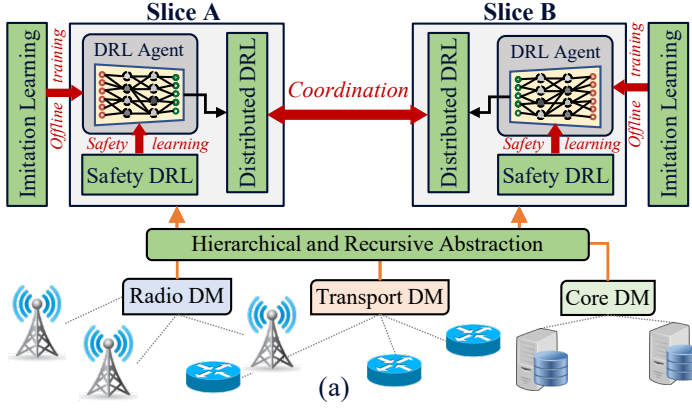 Slice A
Slice B
Imitation Learning
Offline training
DRL Agent
Safety learning
Safety DRL
Distributed DRL
Coordination
Distributed DRL
DRL Agent
Safety learning
Safety DRL
Offline training
Imitation Learning
Hierarchical and Recursive Abstraction
Radio DM
Transport DM
Core DM
(a)